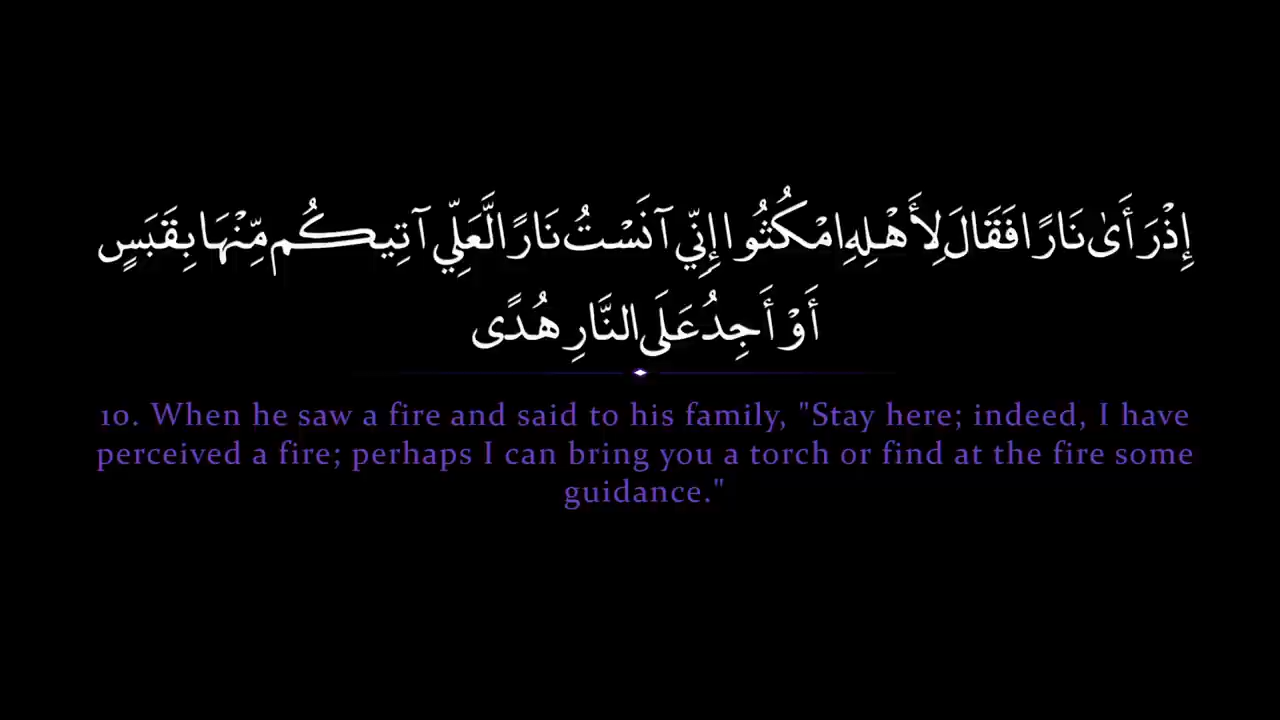 إِذْ رَأَىٰ نَارًا فَقَالَ لِأَهْلِهِ امْكُثُوا إِنِّي آنَسْتُ نَارًا لَّعَلِّي آتِيكُم مِّنْهَا بِقَبَسٍ
أَوْ أَجِدُ عَلَى النَّارِ هُدًى
10. When he saw a fire and said to his family, "Stay here; indeed, I have
perceived a fire; perhaps I can bring you a torch or find at the fire some
guidance."